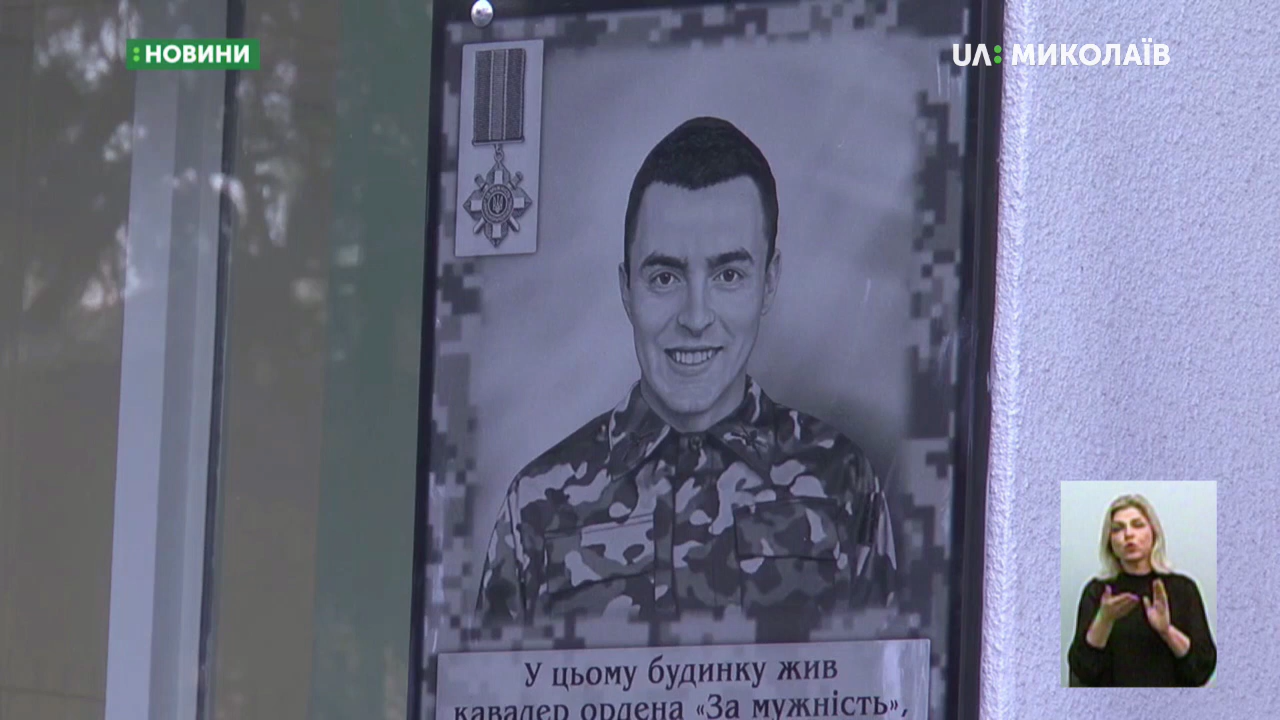 :НОВИНИ
UA: МИКОЛАЇВ
У цьому будинку жив
кавалер ордена «За мужність»,